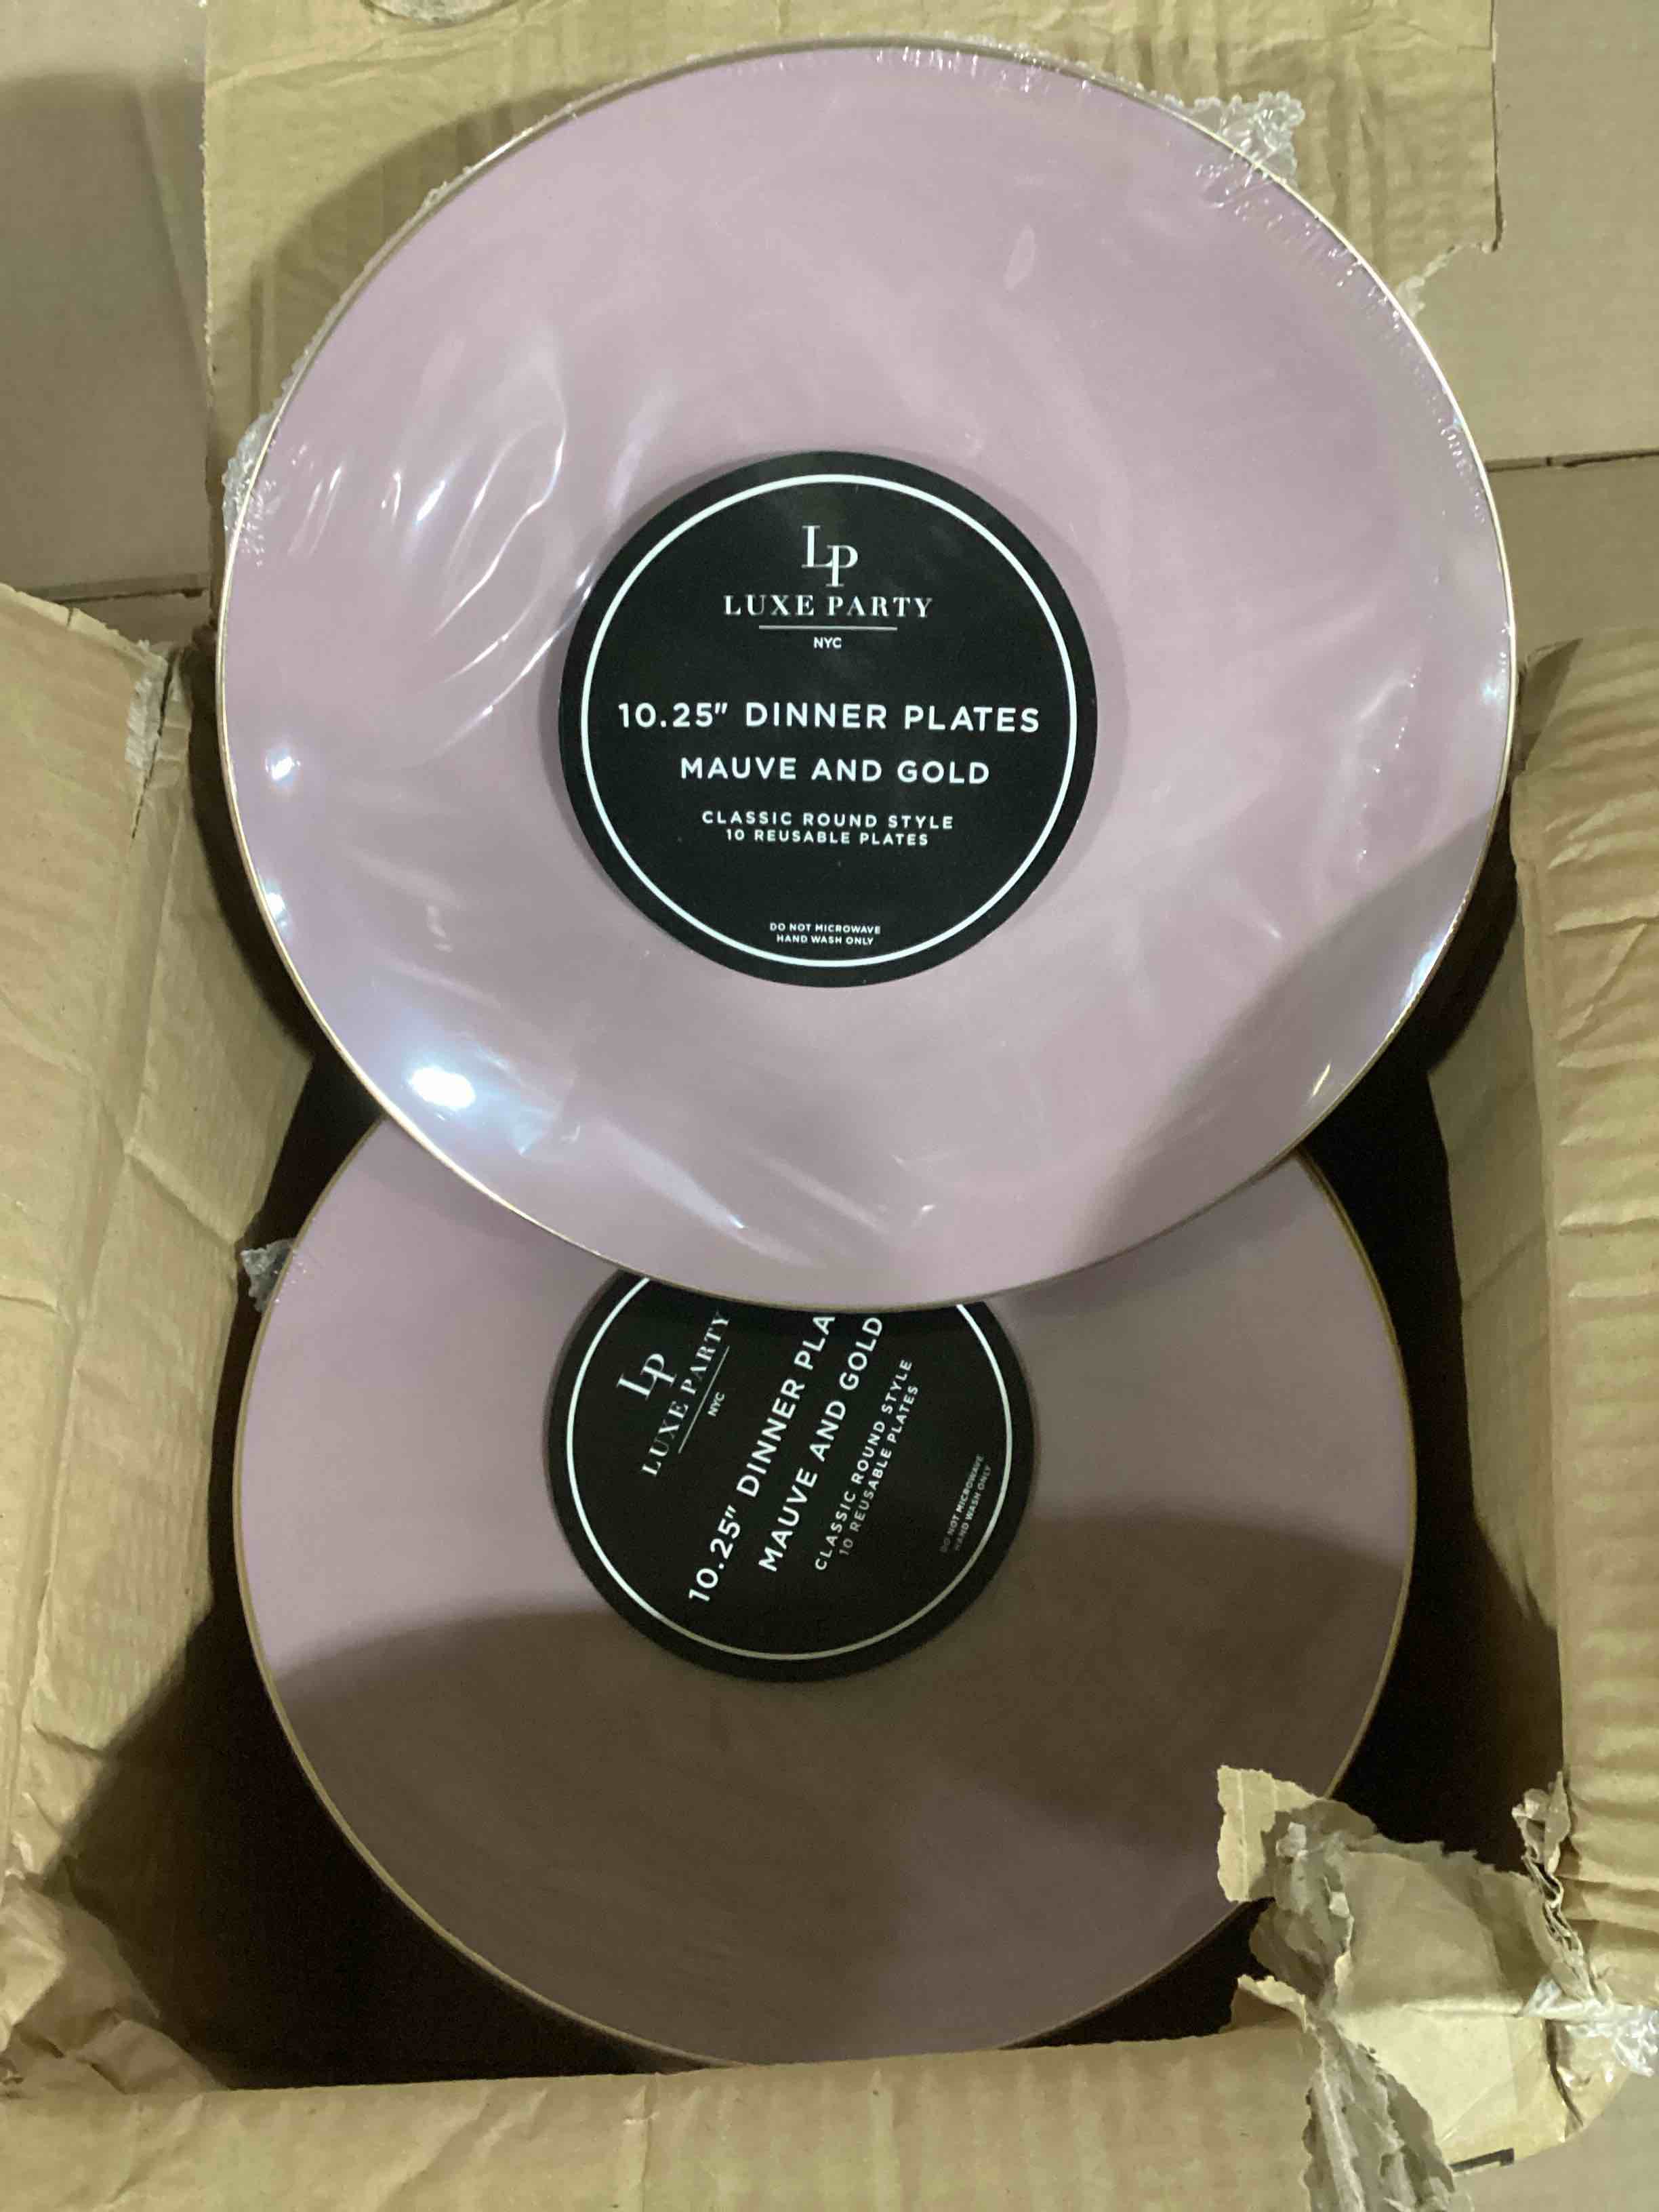 LP
LUXE PARTY
NYC
10.25" DINNER PLATES
MAUVE AND GOLD
CLASSIC ROUND STYLE
10 REUSABLE PLATES
DO NOT MICROWAVE
HAND WASH ONLY
LP
LUXE PARTY
NYC
10.25" DINNER PLA
MAUVE AND GOLD
CLASSIC ROUND STYLE
10 REUSABLE PLATES
DO NOT MICROWAVE
HAND WASH ONLY